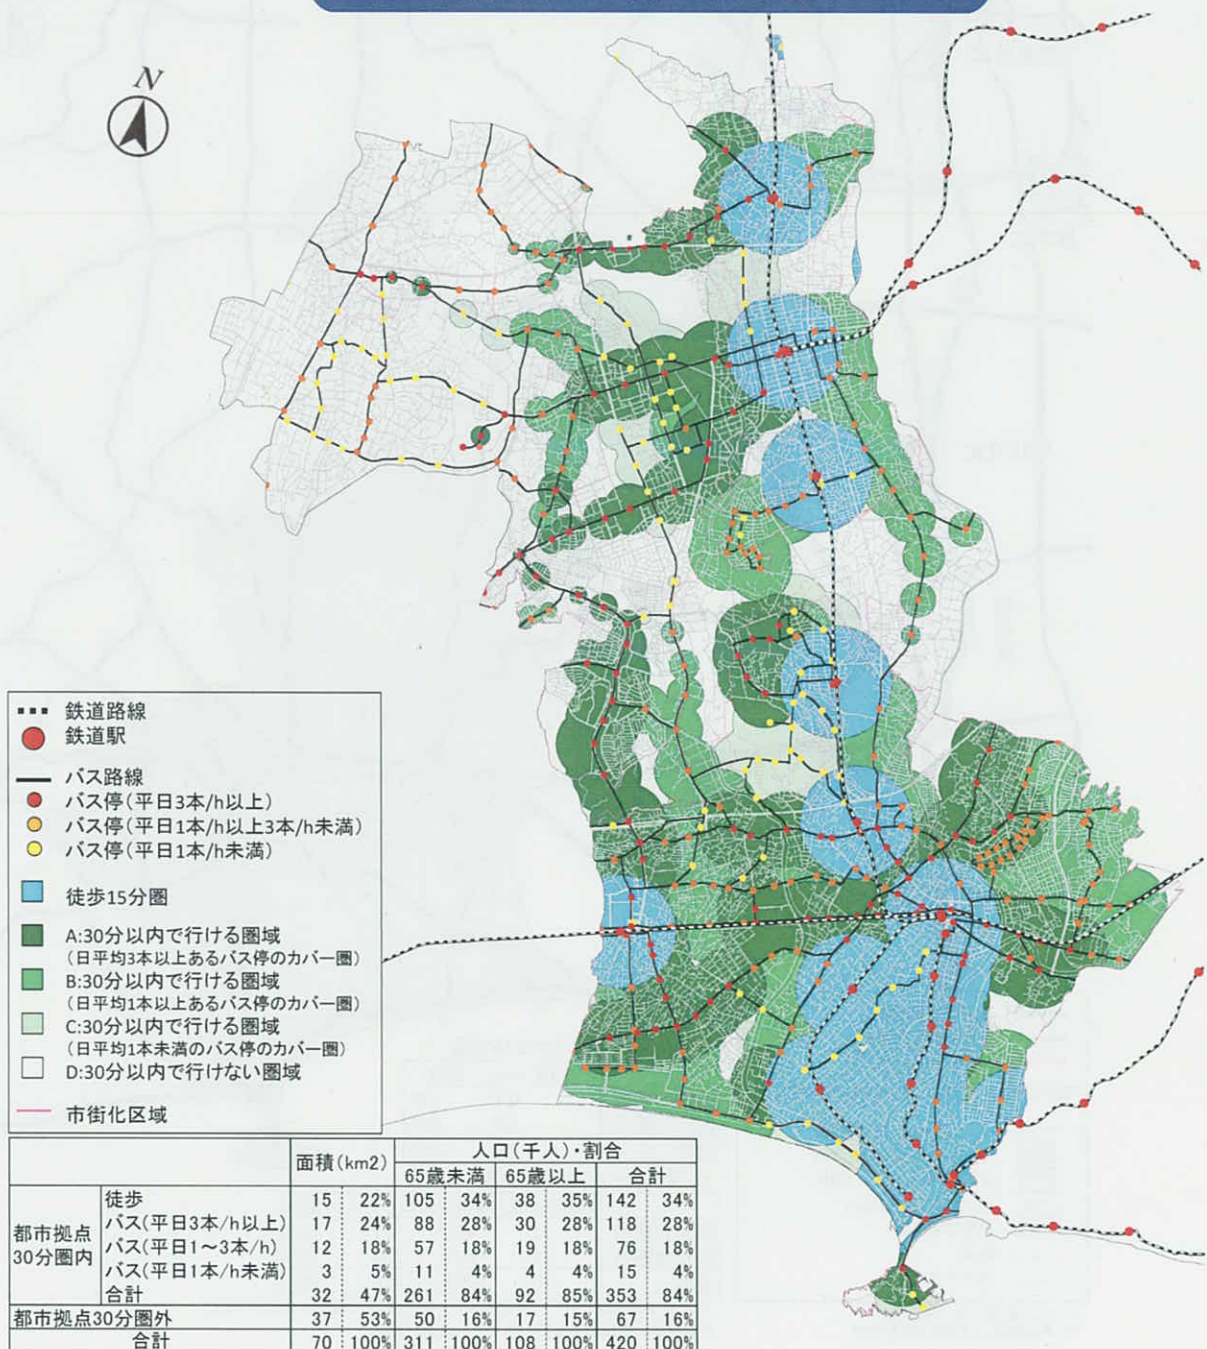 N
鉄道路線
鉄道駅
バス路線
バス停(平日3本/h以上)
バス停(平日1本/h以上3本/h未満)
バス停(平日1本/h未満)
徒歩15分圏
A:30分以内で行ける圏域
(日平均3本以上あるバス停のカバー圏)
B:30分以内で行ける圏域
(日平均1本以上あるバス停のカバー圏)
C:30分以内で行ける圏域
(日平均1本未満のバス停のカバー圏)
D:30分以内で行けない圏域
市街化区域
面積(km2) 人口(千人)・割合
65歳未満 65歳以上 合計
都市拠点30分圏内
徒歩 15 22% 105 34% 38 35% 142 34%
バス(平日3本/h以上) 17 24% 88 28% 30 28% 118 28%
バス(平日1~3本/h) 12 18% 57 18% 19 18% 76 18%
バス(平日1本/h未満) 3 5% 11 4% 4 4% 15 4%
合計 32 47% 261 84% 92 85% 353 84%
都市拠点30分圏外 37 53% 50 16% 17 15% 67 16%
合計 70 100% 311 100% 108 100% 420 100%